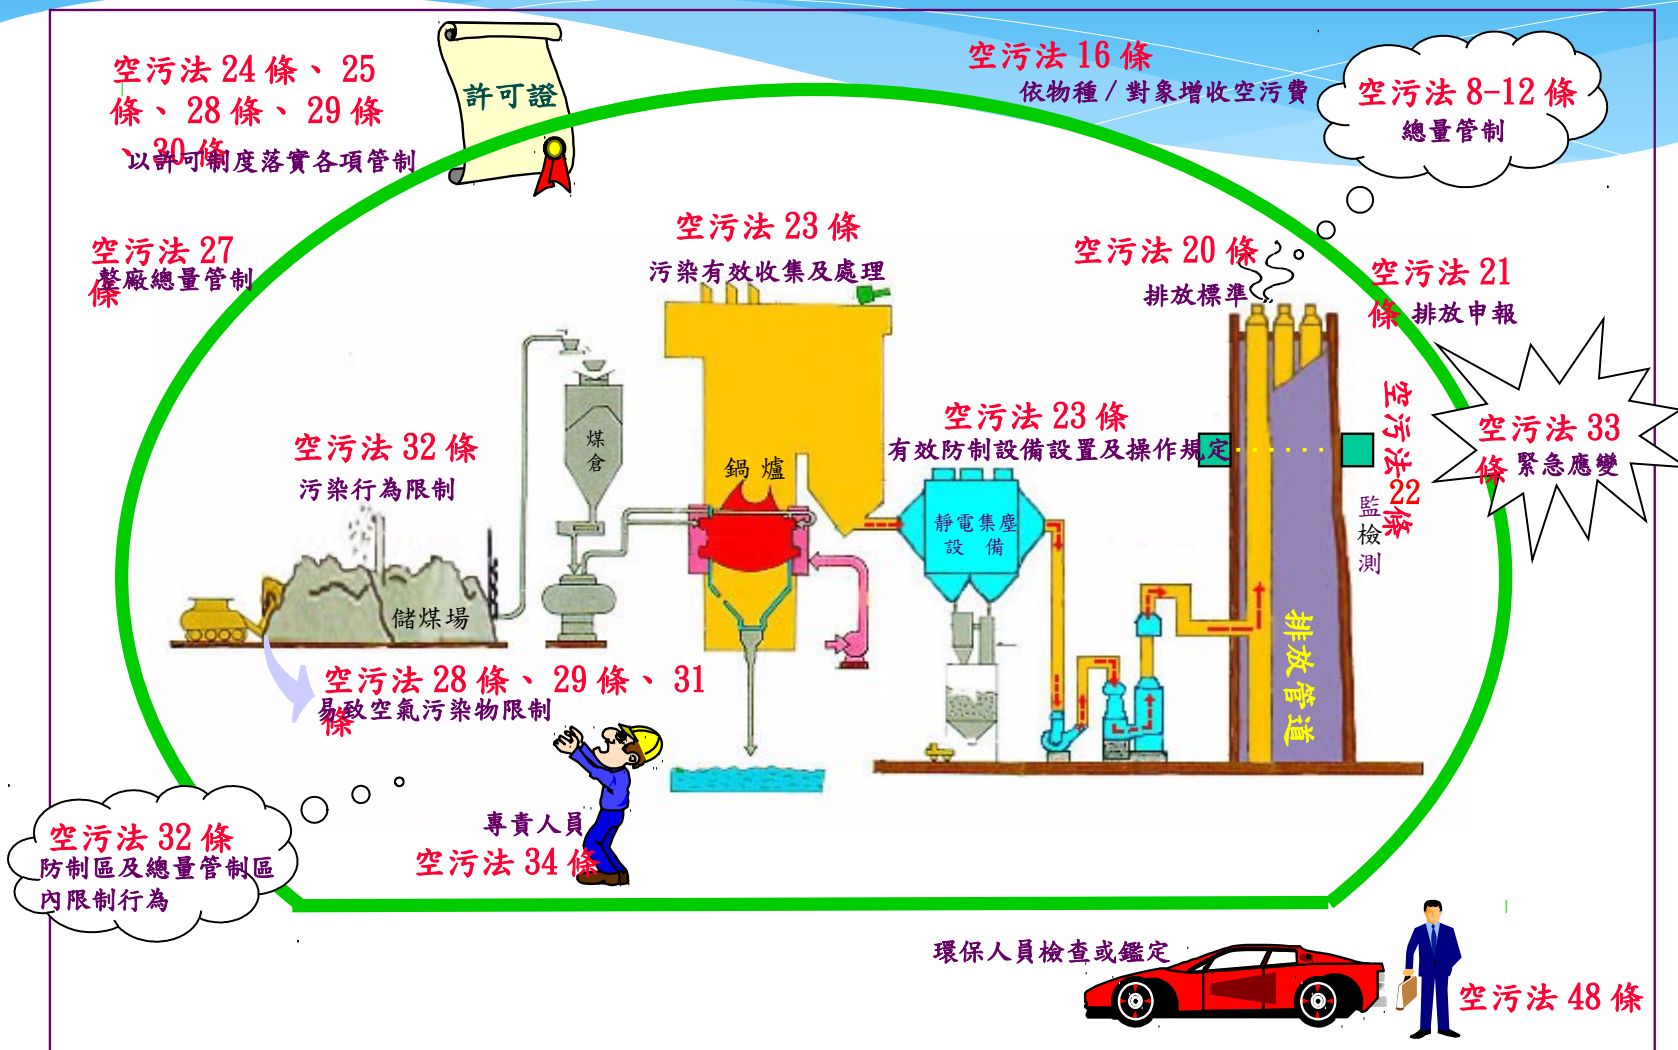 空污法 24 條、 25
條、 28 條、 29 條
、 30 條
以許可制度落實各項管制
許可證
空污法 16 條
依物種/對象增收空污費
空污法 8-12 條
總量管制
空污法 27
條
整廠總量管制
空污法 23 條
污染有效收集及處理
空污法 20 條
排放標準
空污法 21
條
排放申報
空污法 32 條
污染行為限制
煤
倉
鍋 爐
空污法 23 條
有效防制設備設置及操作規定
靜電集塵
設 備
空污法 22 條
監
檢
測
空污法 33
條
緊急應變
儲煤場
排放管道
空污法 28 條、 29 條、 31
條
易致空氣污染物限制
專責人員
空污法 34 條
空污法 32 條
防制區及總量管制區
內限制行為
環保人員檢查或鑑定
空污法 48 條